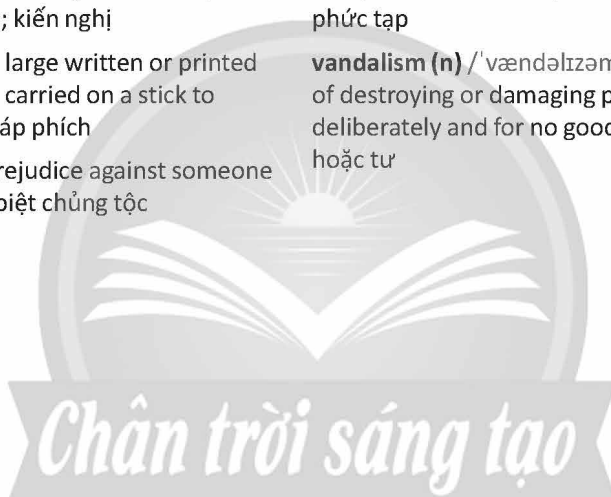 ; kiến nghị
large written or printed
carried on a stick to
áp phích
rejudice against someone
biệt chủng tộc
phức tạp
vandalism (n) /ˈvændəlɪzəm
of destroying or damaging p
deliberately and for no good
hoặc tư
Chân trời sáng tạo